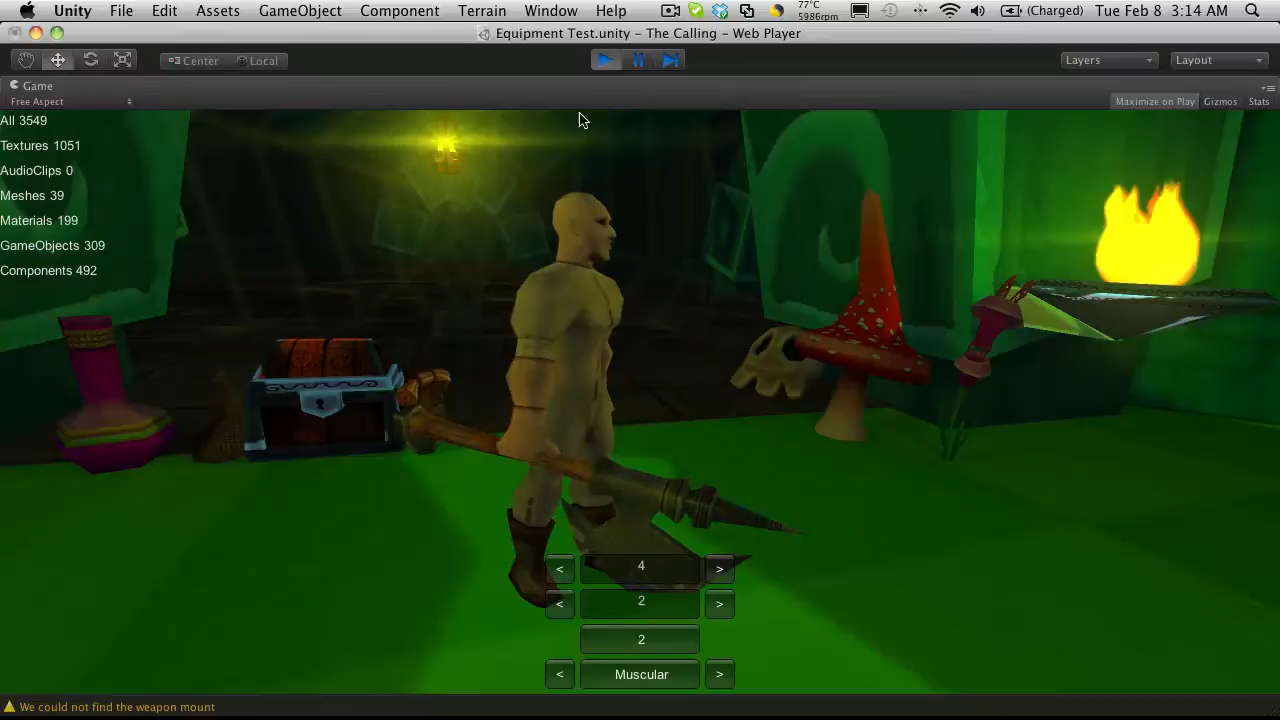 Unity File Edit Assets GameObject Component Terrain Window Help 77°C 5986rpm (Charged) Tue Feb 8 3:14 AM
Equipment Test.unity - The Calling - Web Player
Center Local Layers Layout
Game
Free Aspect Maximize on Play Gizmos Stats
All 3549
Textures 1051
AudioClips 0
Meshes 39
Materials 199
GameObjects 309
Components 492
< 4 >
< 2 >
2
< Muscular >
We could not find the weapon mount